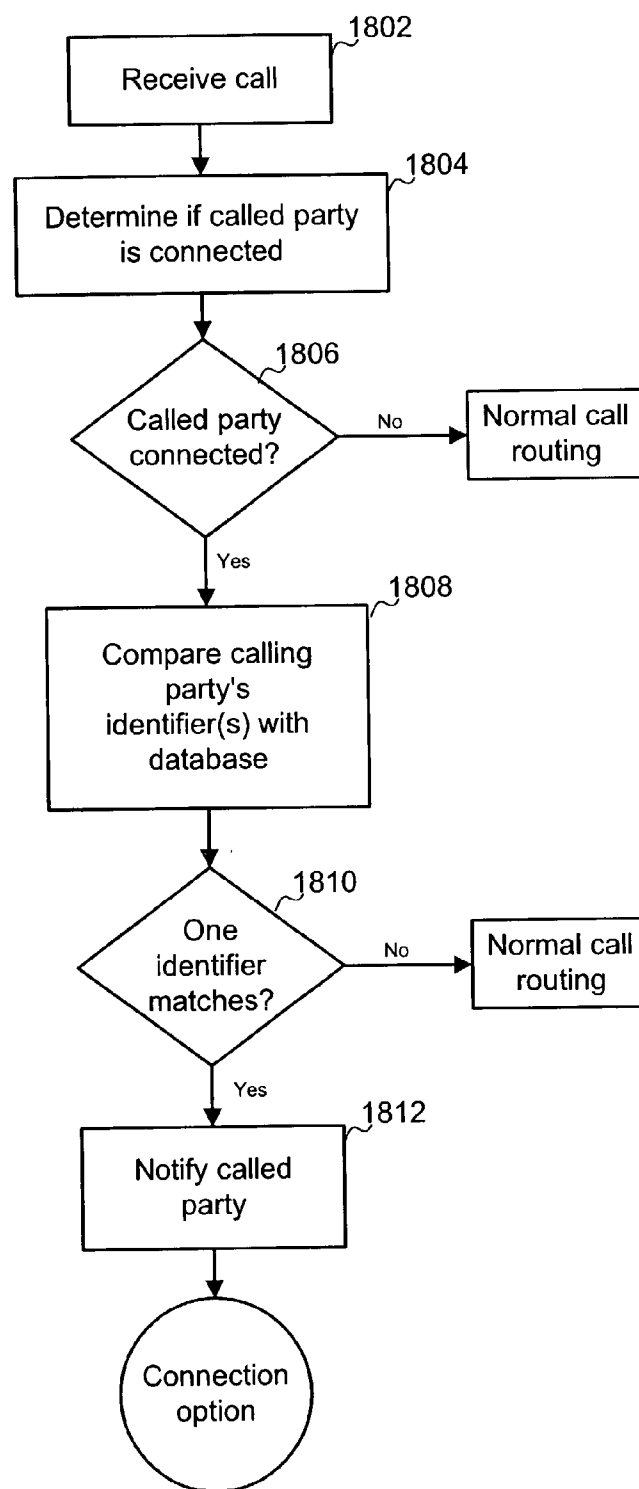 1802
Receive call
1804
Determine if called party
is connected
1806
Called party
connected?
No
Normal call
routing
Yes
1808
Compare calling
party's
identifier(s) with
database
1810
One
identifier
matches?
No
Normal call
routing
Yes
1812
Notify called
party
Connection
option